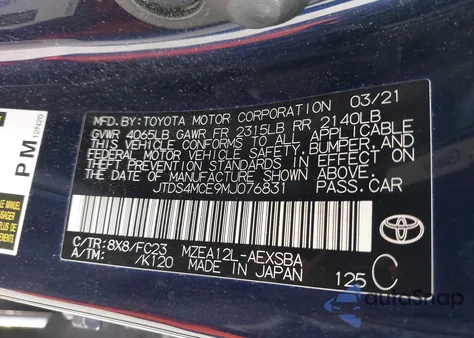 MFD.BY: TOYOTA MOTOR CORPORATION 03/21
GVWR 4065LB GAWR FR 2315LB RR 2140LB
THIS VEHICLE CONFORMS TO ALL APPLICABLE
FEDERAL MOTOR VEHICLE SAFETY, BUMPER, AND
THEFT PREVENTION STANDARDS IN EFFECT ON
THE DATE OF MANUFACTURE SHOWN ABOVE.
JTDS4MCE9MJ076831 PASS.CAR
C/TR: 8X8/FC23 MZEA12L-AEXSBA
A/TM: /K120 MADE IN JAPAN 125 C
PM
12N20
AutoSnap